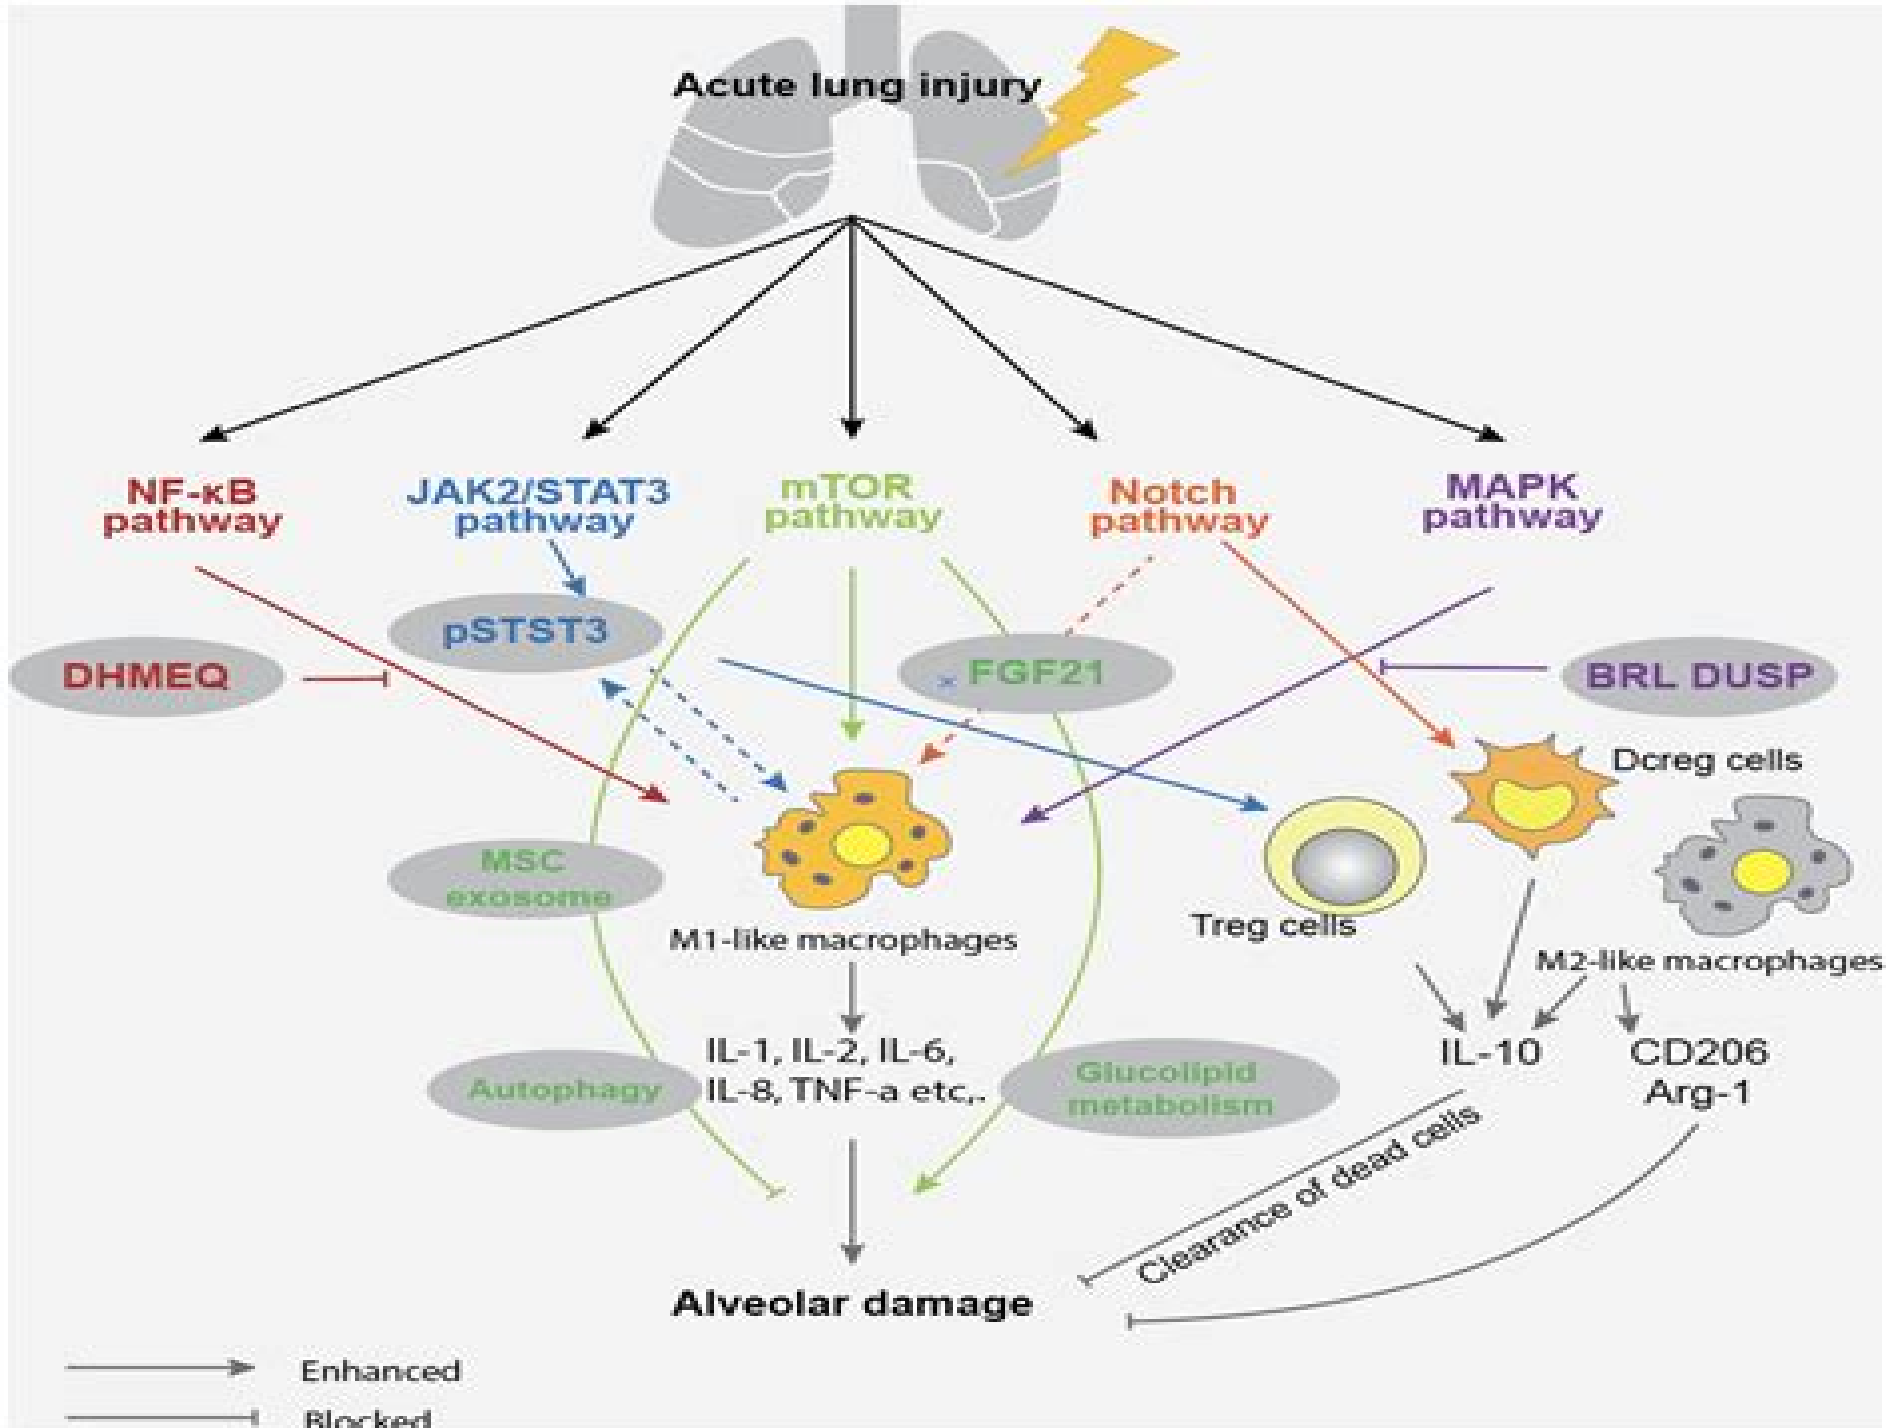 Acute lung injury
NF-κB
pathway
JAK2/STAT3
pathway
mTOR
pathway
Notch
pathway
MAPK
pathway
pSTST3
DHMEQ
FGF21
BRL DUSP
Dcreg cells
MSC
exosome
M1-like macrophages
Treg cells
M2-like macrophages
IL-1, IL-2, IL-6,
IL-8, TNF-a etc,.
IL-10
CD206
Arg-1
Autophagy
Glucolipid
metabolism
Clearance of dead cells
Alveolar damage
Enhanced
Blocked